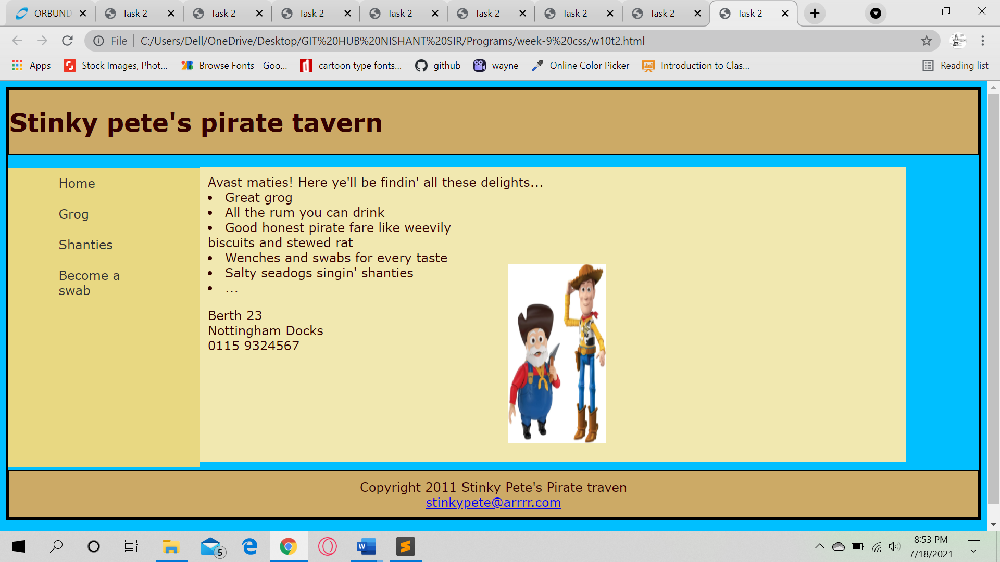 ORBUND
Task 2
Task 2
Task 2
Task 2
Task 2
Task 2
Task 2
Task 2
File
C:/Users/Dell/OneDrive/Desktop/GIT%20HUB%20NISHANT%20SIR/Programs/week-9%20css/w10t2.html
Apps
Stock Images, Phot...
Browse Fonts - Goo...
cartoon type fonts...
github
wayne
Online Color Picker
Introduction to Clas...
Reading list
Stinky pete's pirate tavern
Home
Grog
Shanties
Become a
swab
Avast maties! Here ye'll be findin' all these delights...
• Great grog
• All the rum you can drink
• Good honest pirate fare like weevily
biscuits and stewed rat
• Wenches and swabs for every taste
• Salty seadogs singin' shanties
• ...
Berth 23
Nottingham Docks
0115 9324567
Copyright 2011 Stinky Pete's Pirate traven
stinkypete@arrrr.com
5
W
8:53 PM
7/18/2021